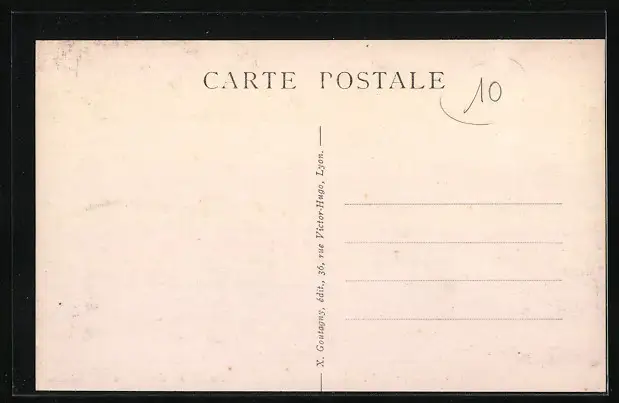 CARTE POSTALE
10
X. Goutagny, édit., 36, rue Victor-Hugo, Lyon.